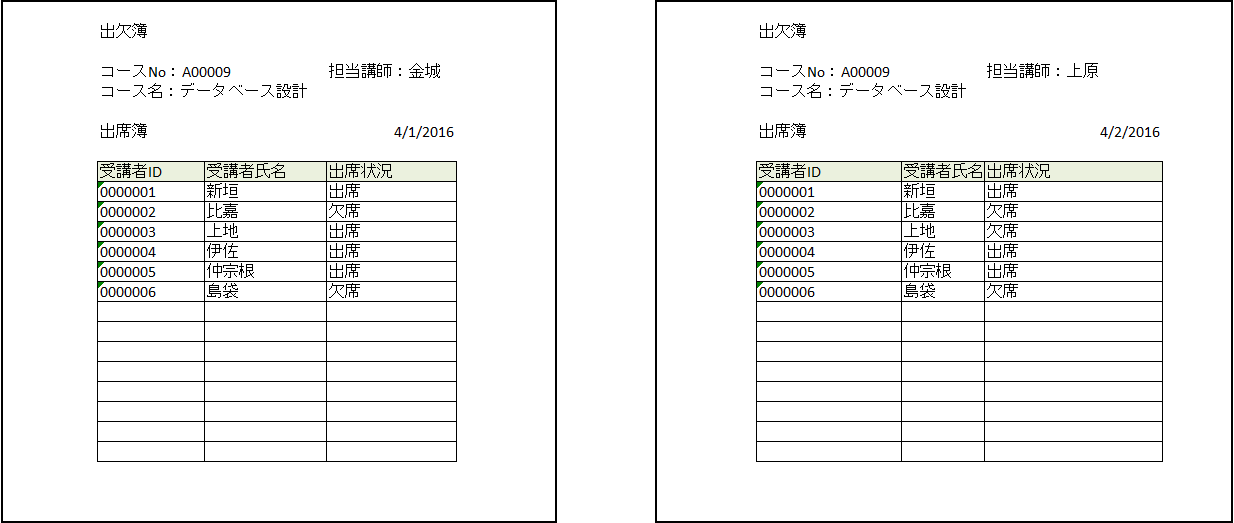 出欠簿
コースNo：A00009 担当講師：金城
コース名：データベース設計
出席簿 4/1/2016
受講者ID 受講者氏名 出席状況
0000001 新垣 出席
0000002 比嘉 欠席
0000003 上地 出席
0000004 伊佐 出席
0000005 仲宗根 出席
0000006 島袋 欠席
出欠簿
コースNo：A00009 担当講師：上原
コース名：データベース設計
出席簿 4/2/2016
受講者ID 受講者氏名 出席状況
0000001 新垣 出席
0000002 比嘉 欠席
0000003 上地 欠席
0000004 伊佐 出席
0000005 仲宗根 出席
0000006 島袋 欠席